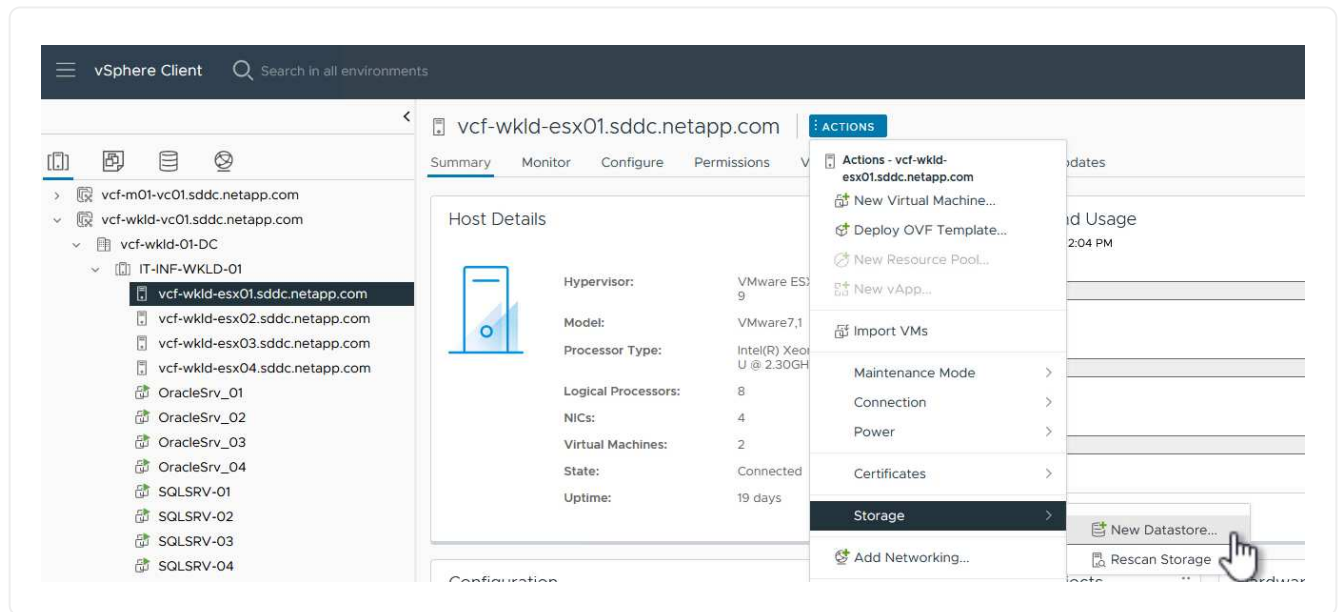 vSphere Client
Search in all environments
vcf-m01-vc01.sddc.netapp.com
vcf-wkld-vc01.sddc.netapp.com
vcf-wkld-01-DC
IT-INF-WKLD-01
vcf-wkld-esx01.sddc.netapp.com
vcf-wkld-esx02.sddc.netapp.com
vcf-wkld-esx03.sddc.netapp.com
vcf-wkld-esx04.sddc.netapp.com
OracleSrv_01
OracleSrv_02
OracleSrv_03
OracleSrv_04
SQLSRV-01
SQLSRV-02
SQLSRV-03
SQLSRV-04
vcf-wkld-esx01.sddc.netapp.com
ACTIONS
Summary Monitor Configure Permissions
Host Details
Hypervisor: VMware ESX
9
Model: VMware7,1
Processor Type: Intel(R) Xeo
U @ 2.30GH
Logical Processors: 8
NICs: 4
Virtual Machines: 2
State: Connected
Uptime: 19 days
Configuration
Actions - vcf-wkld-
esx01.sddc.netapp.com
New Virtual Machine...
Deploy OVF Template...
New Resource Pool...
New vApp...
Import VMs
Maintenance Mode
Connection
Power
Certificates
Storage
Add Networking...
New Datastore...
Rescan Storage
Usage
2:04 PM